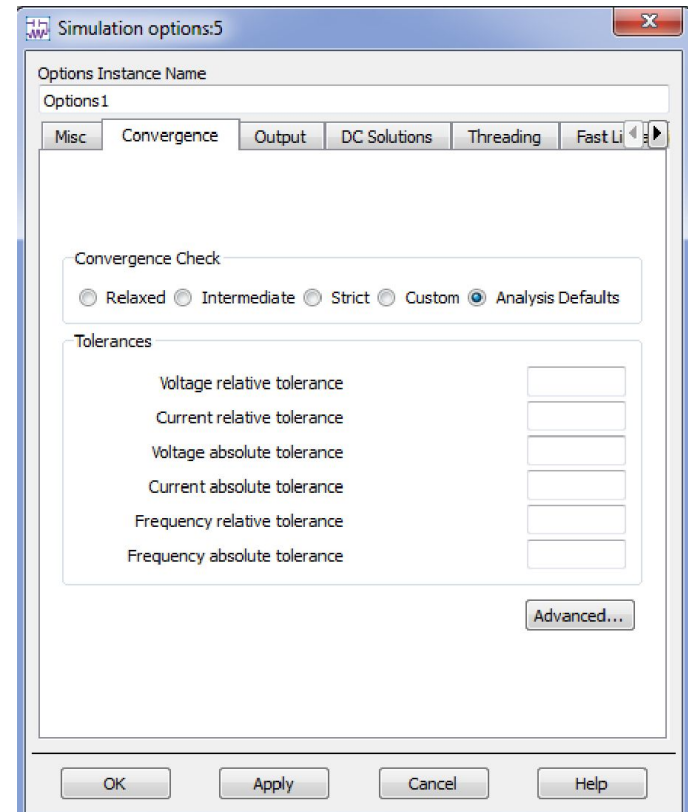 Simulation options:5
Options Instance Name
Options1
Misc Convergence Output DC Solutions Threading Fast Li
Convergence Check
Relaxed Intermediate Strict Custom Analysis Defaults
Tolerances
Voltage relative tolerance
Current relative tolerance
Voltage absolute tolerance
Current absolute tolerance
Frequency relative tolerance
Frequency absolute tolerance
Advanced...
OK Apply Cancel Help